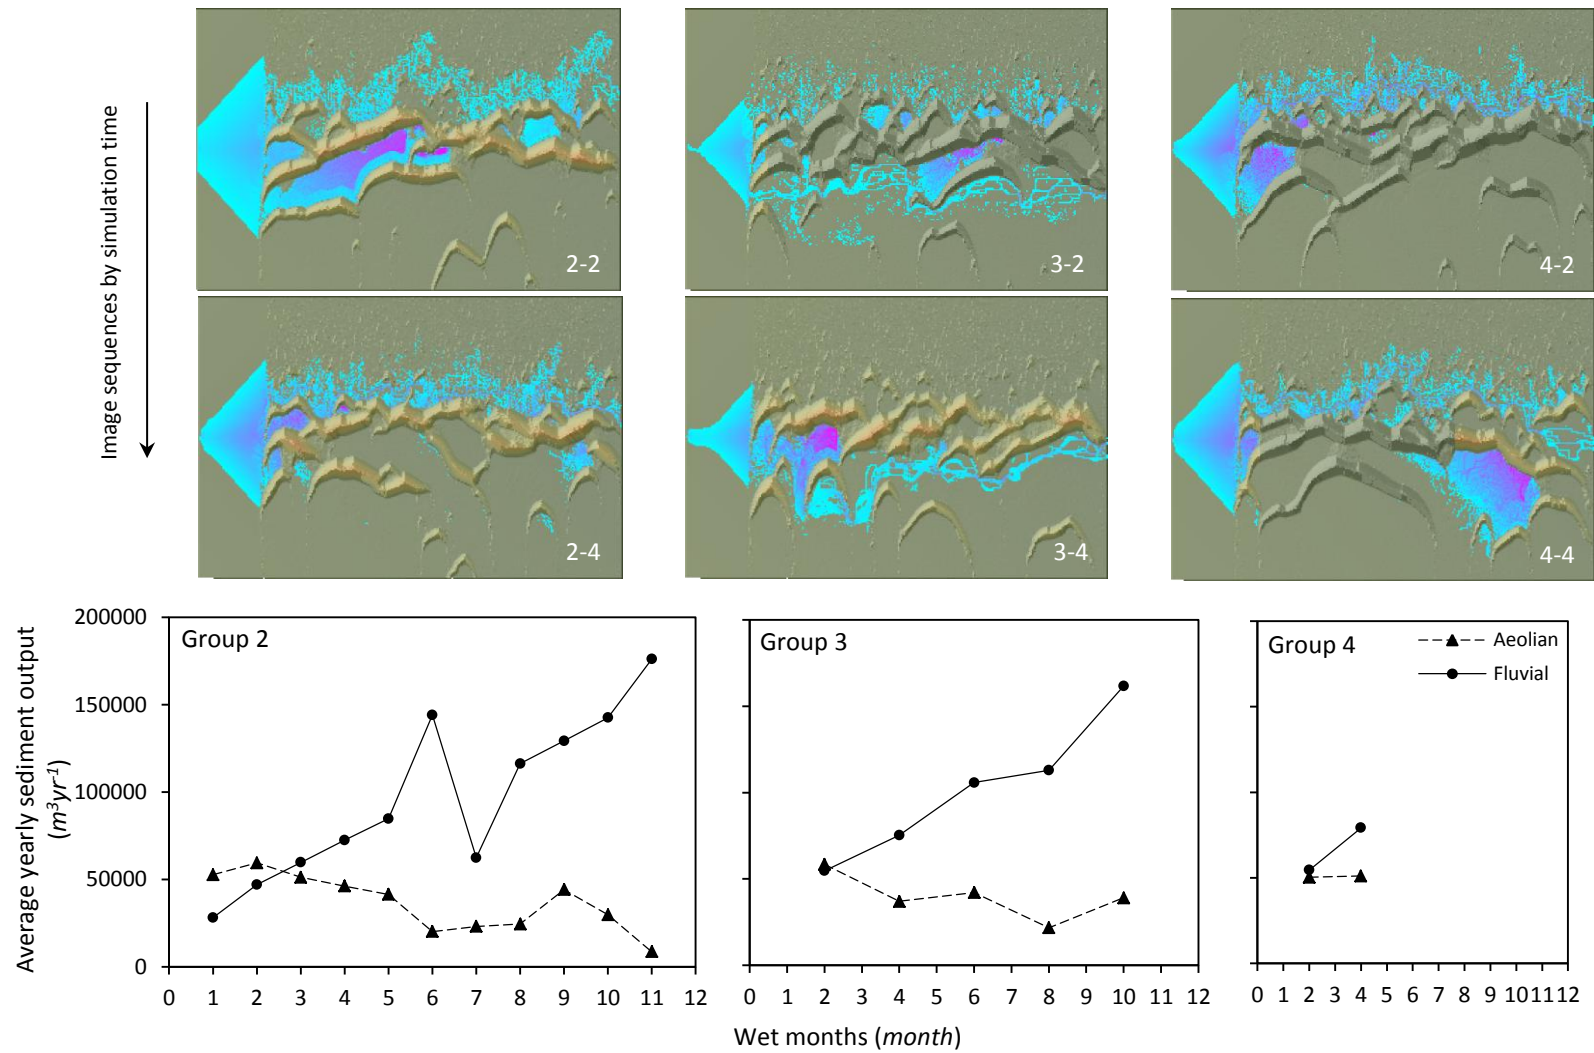 Image sequences by simulation time
2-2
3-2
4-2
2-4
3-4
4-4
Average yearly sediment output
(m³yr⁻¹)
200000
150000
100000
50000
0
Group 2
0 1 2 3 4 5 6 7 8 9 10 11 12
Group 3
0 1 2 3 4 5 6 7 8 9 10 11 12
Group 4
Aeolian
Fluvial
0 1 2 3 4 5 6 7 8 9 10 11 12
Wet months (month)